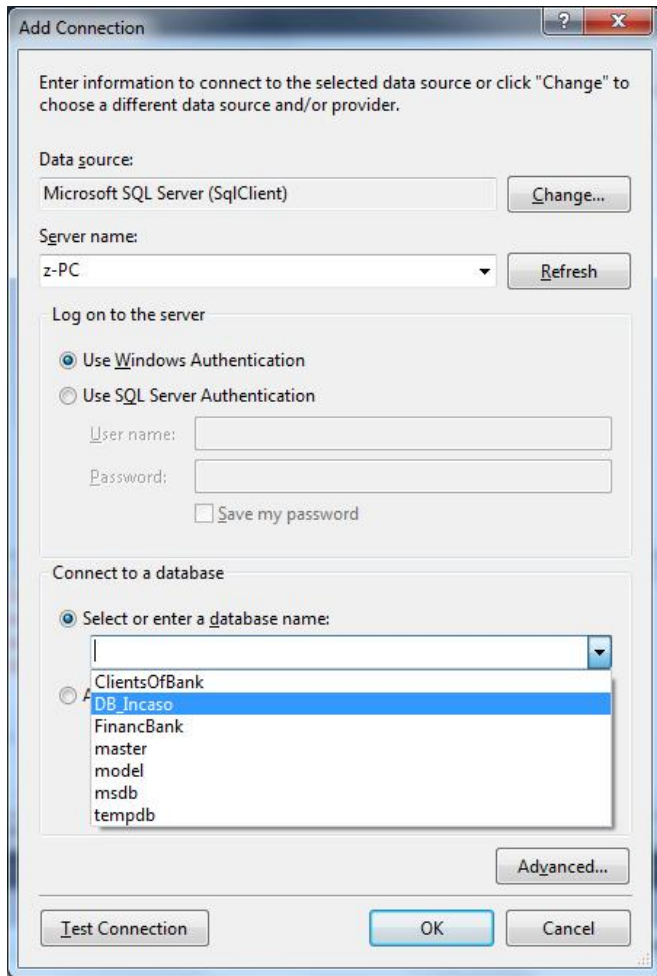 Add Connection
Enter information to connect to the selected data source or click "Change" to
choose a different data source and/or provider.
Data source:
Microsoft SQL Server (SqlClient)
Change...
Server name:
z-PC
Refresh
Log on to the server
Use Windows Authentication
Use SQL Server Authentication
User name:
Password:
Save my password
Connect to a database
Select or enter a database name:
ClientsOfBank
DB_Incaso
FinancBank
master
model
msdb
tempdb
Advanced...
Test Connection
OK
Cancel